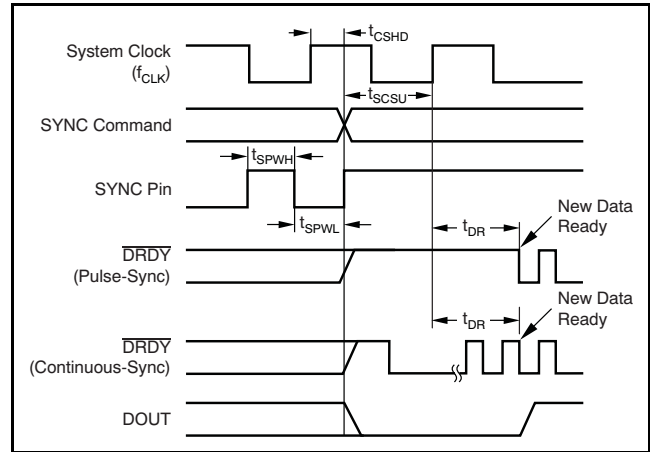 System Clock
(fCLK)
tCSHD
tSCSU
SYNC Command
tSPWH
SYNC Pin
tSPWL
New Data
Ready
tDR
DRDY
(Pulse-Sync)
New Data
Ready
tDR
DRDY
(Continuous-Sync)
DOUT